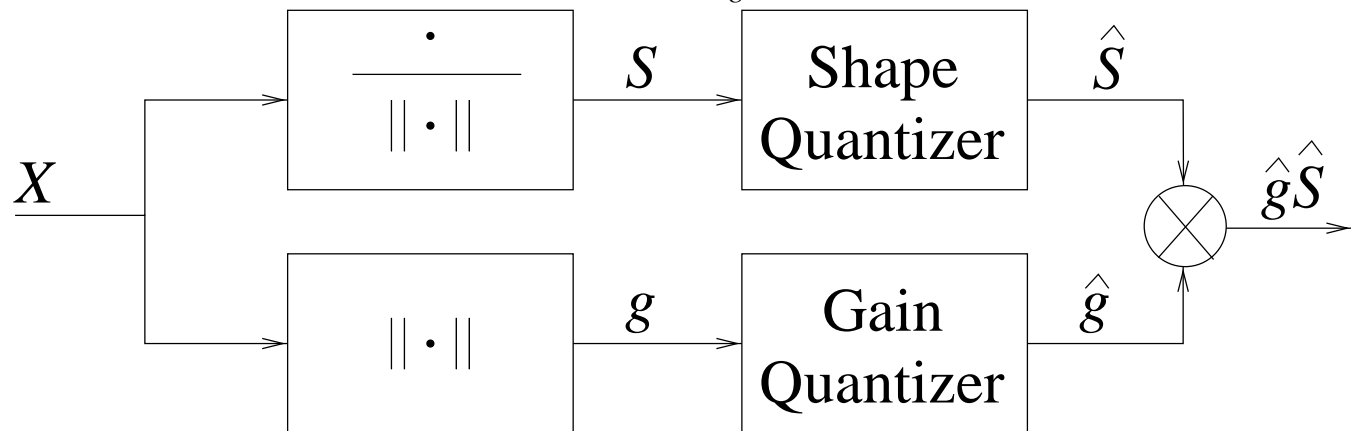 ·
‖ · ‖
S
Shape
Quantizer
Ŝ
X
ĝŜ
‖ · ‖
g
Gain
Quantizer
ĝ